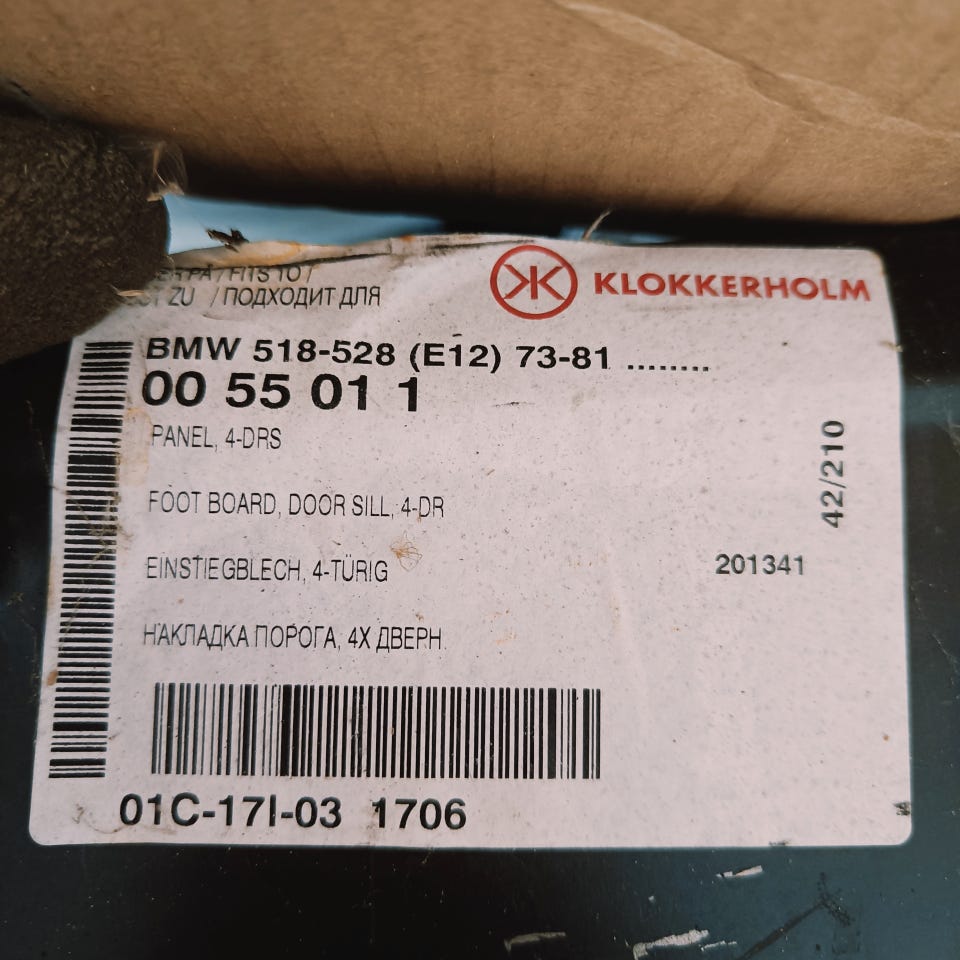 PA / FITS TO /
ZU / ПОДХОДИТ ДЛЯ
KLOKKERHOLM
BMW 518-528 (E12) 73-81 ........
00 55 01 1
PANEL, 4-DRS
FOOT BOARD, DOOR SILL, 4-DR
42/210
EINSTIEGBLECH, 4-TÜRIG
201341
НАКЛАДКА ПОРОГА, 4Х ДВЕРН.
01C-17I-03 1706